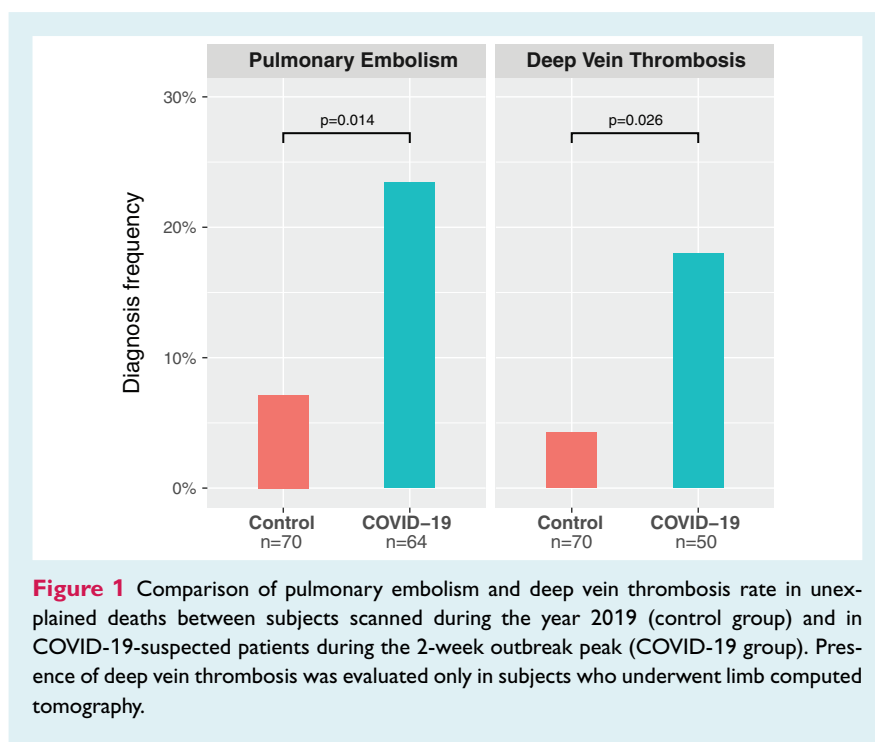 Pulmonary Embolism
Deep Vein Thrombosis
30%
p=0.014
p=0.026
20%
Diagnosis frequency
10%
0%
Control
COVID−19
Control
COVID−19
n=70
n=64
n=70
n=50
Figure 1 Comparison of pulmonary embolism and deep vein thrombosis rate in unex-
plained deaths between subjects scanned during the year 2019 (control group) and in
COVID-19-suspected patients during the 2-week outbreak peak (COVID-19 group). Pres-
ence of deep vein thrombosis was evaluated only in subjects who underwent limb computed
tomography.